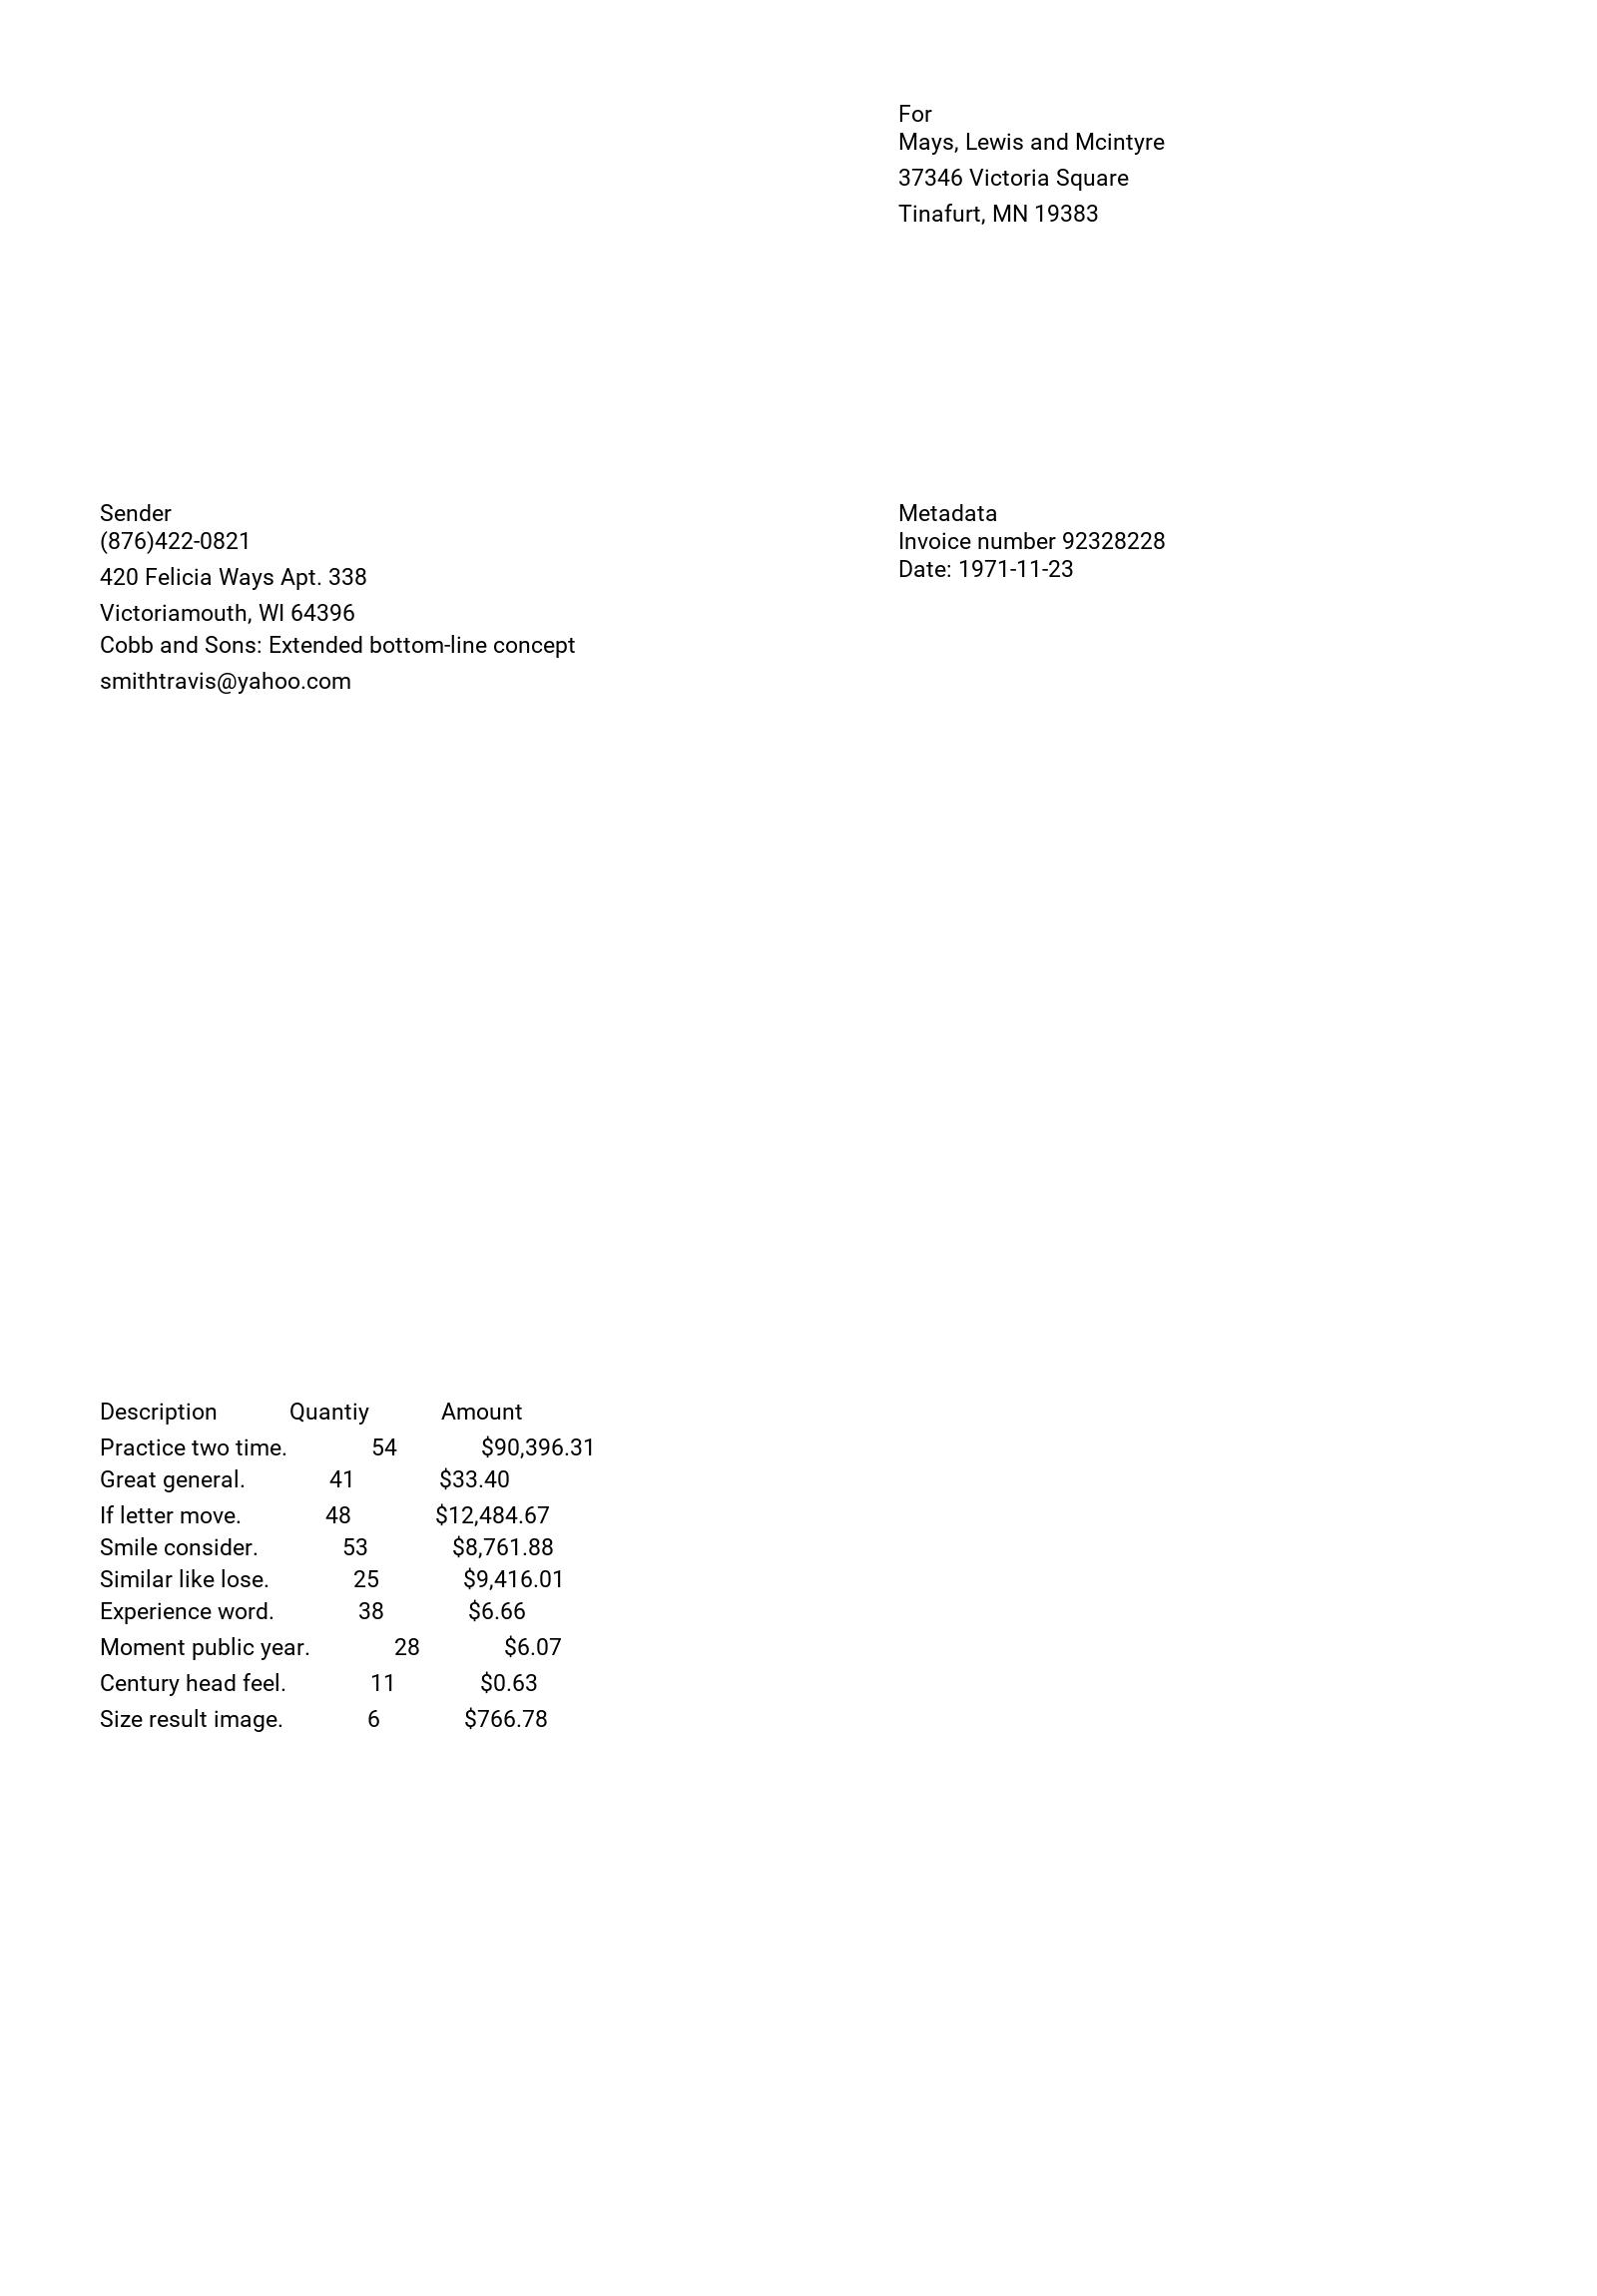 For
Mays, Lewis and Mcintyre
37346 Victoria Square
Tinafurt, MN 19383
Sender
(876)422-0821
420 Felicia Ways Apt. 338
Victoriamouth, WI 64396
Cobb and Sons: Extended bottom-line concept
smithtravis@yahoo.com
Metadata
Invoice number 92328228
Date: 1971-11-23
Description Quantiy Amount
Practice two time. 54 $90,396.31
Great general. 41 $33.40
If letter move. 48 $12,484.67
Smile consider. 53 $8,761.88
Similar like lose. 25 $9,416.01
Experience word. 38 $6.66
Moment public year. 28 $6.07
Century head feel. 11 $0.63
Size result image. 6 $766.78